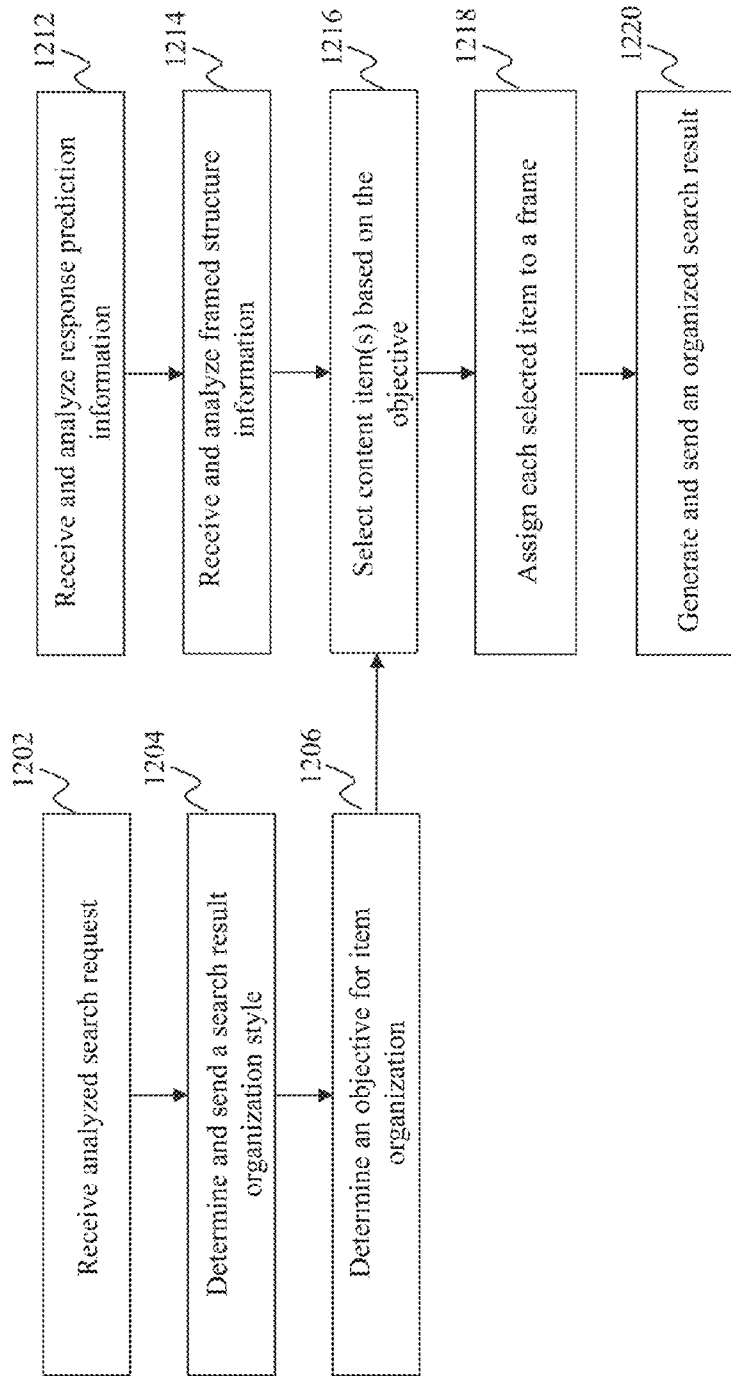 1202
Receive analyzed search request
1204
Determine and send a search result
organization style
1206
Determine an objective for item
organization
1212
Receive and analyze response prediction
information
1214
Receive and analyze framed structure
information
1216
Select content item(s) based on the
objective
1218
Assign each selected item to a frame
1220
Generate and send an organized search result